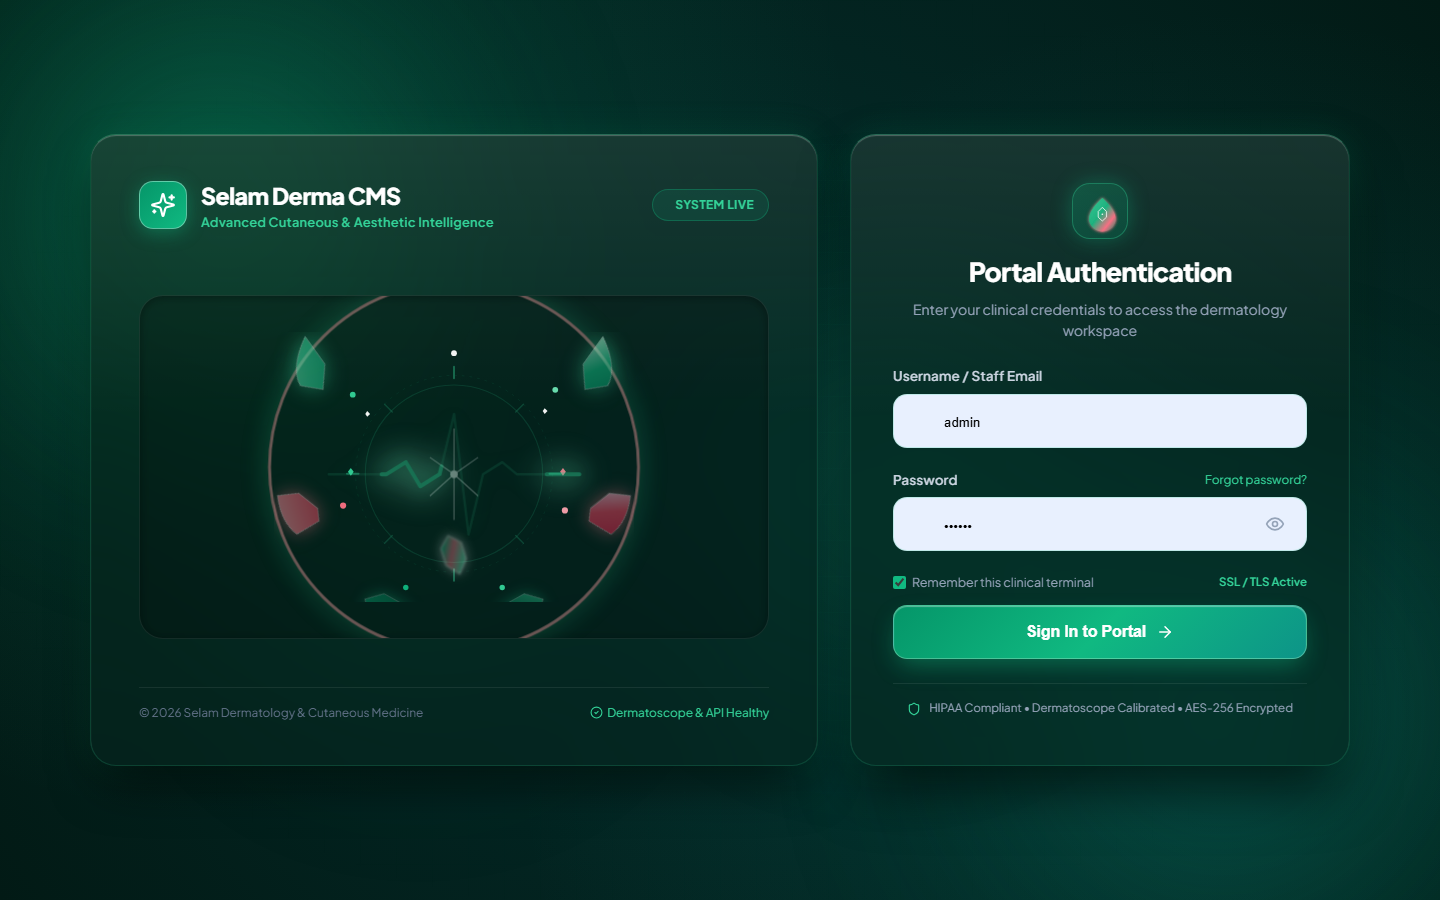 Selam Derma CMS
Advanced Cutaneous & Aesthetic Intelligence
SYSTEM LIVE
© 2026 Selam Dermatology & Cutaneous Medicine
Dermatoscope & API Healthy
Portal Authentication
Enter your clinical credentials to access the dermatology
workspace
Username / Staff Email
admin
Password
Forgot password?
••••••
Remember this clinical terminal
SSL / TLS Active
Sign In to Portal
HIPAA Compliant • Dermatoscope Calibrated • AES-256 Encrypted